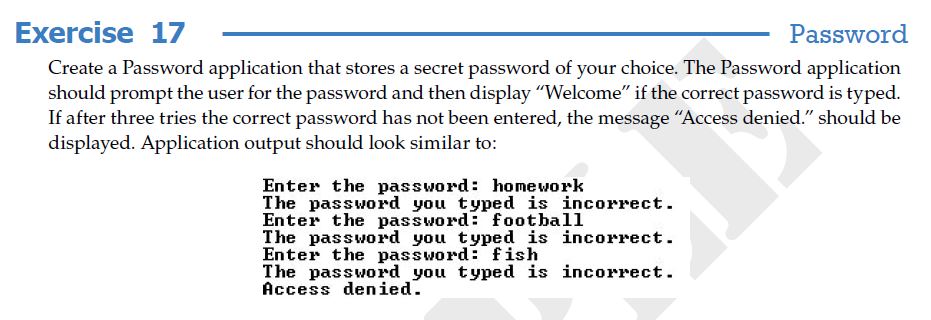 Exercise 17
Password
Create a Password application that stores a secret password of your choice. The Password application
should prompt the user for the password and then display “Welcome” if the correct password is typed.
If after three tries the correct password has not been entered, the message “Access denied.” should be
displayed. Application output should look similar to:
Enter the password: homework
The password you typed is incorrect.
Enter the password: football
The password you typed is incorrect.
Enter the password: fish
The password you typed is incorrect.
Access denied.